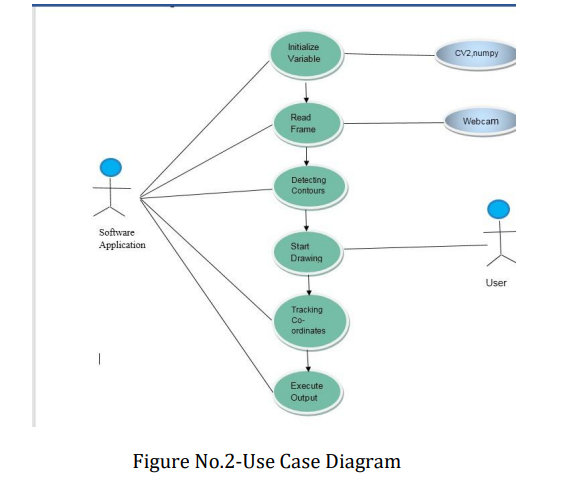 Initialize
Variable
CV2,numpy
Read
Frame
Webcam
Detecting
Contours
Software
Application
Start
Drawing
User
Tracking
Co-
ordinates
Execute
Output
Figure No.2-Use Case Diagram